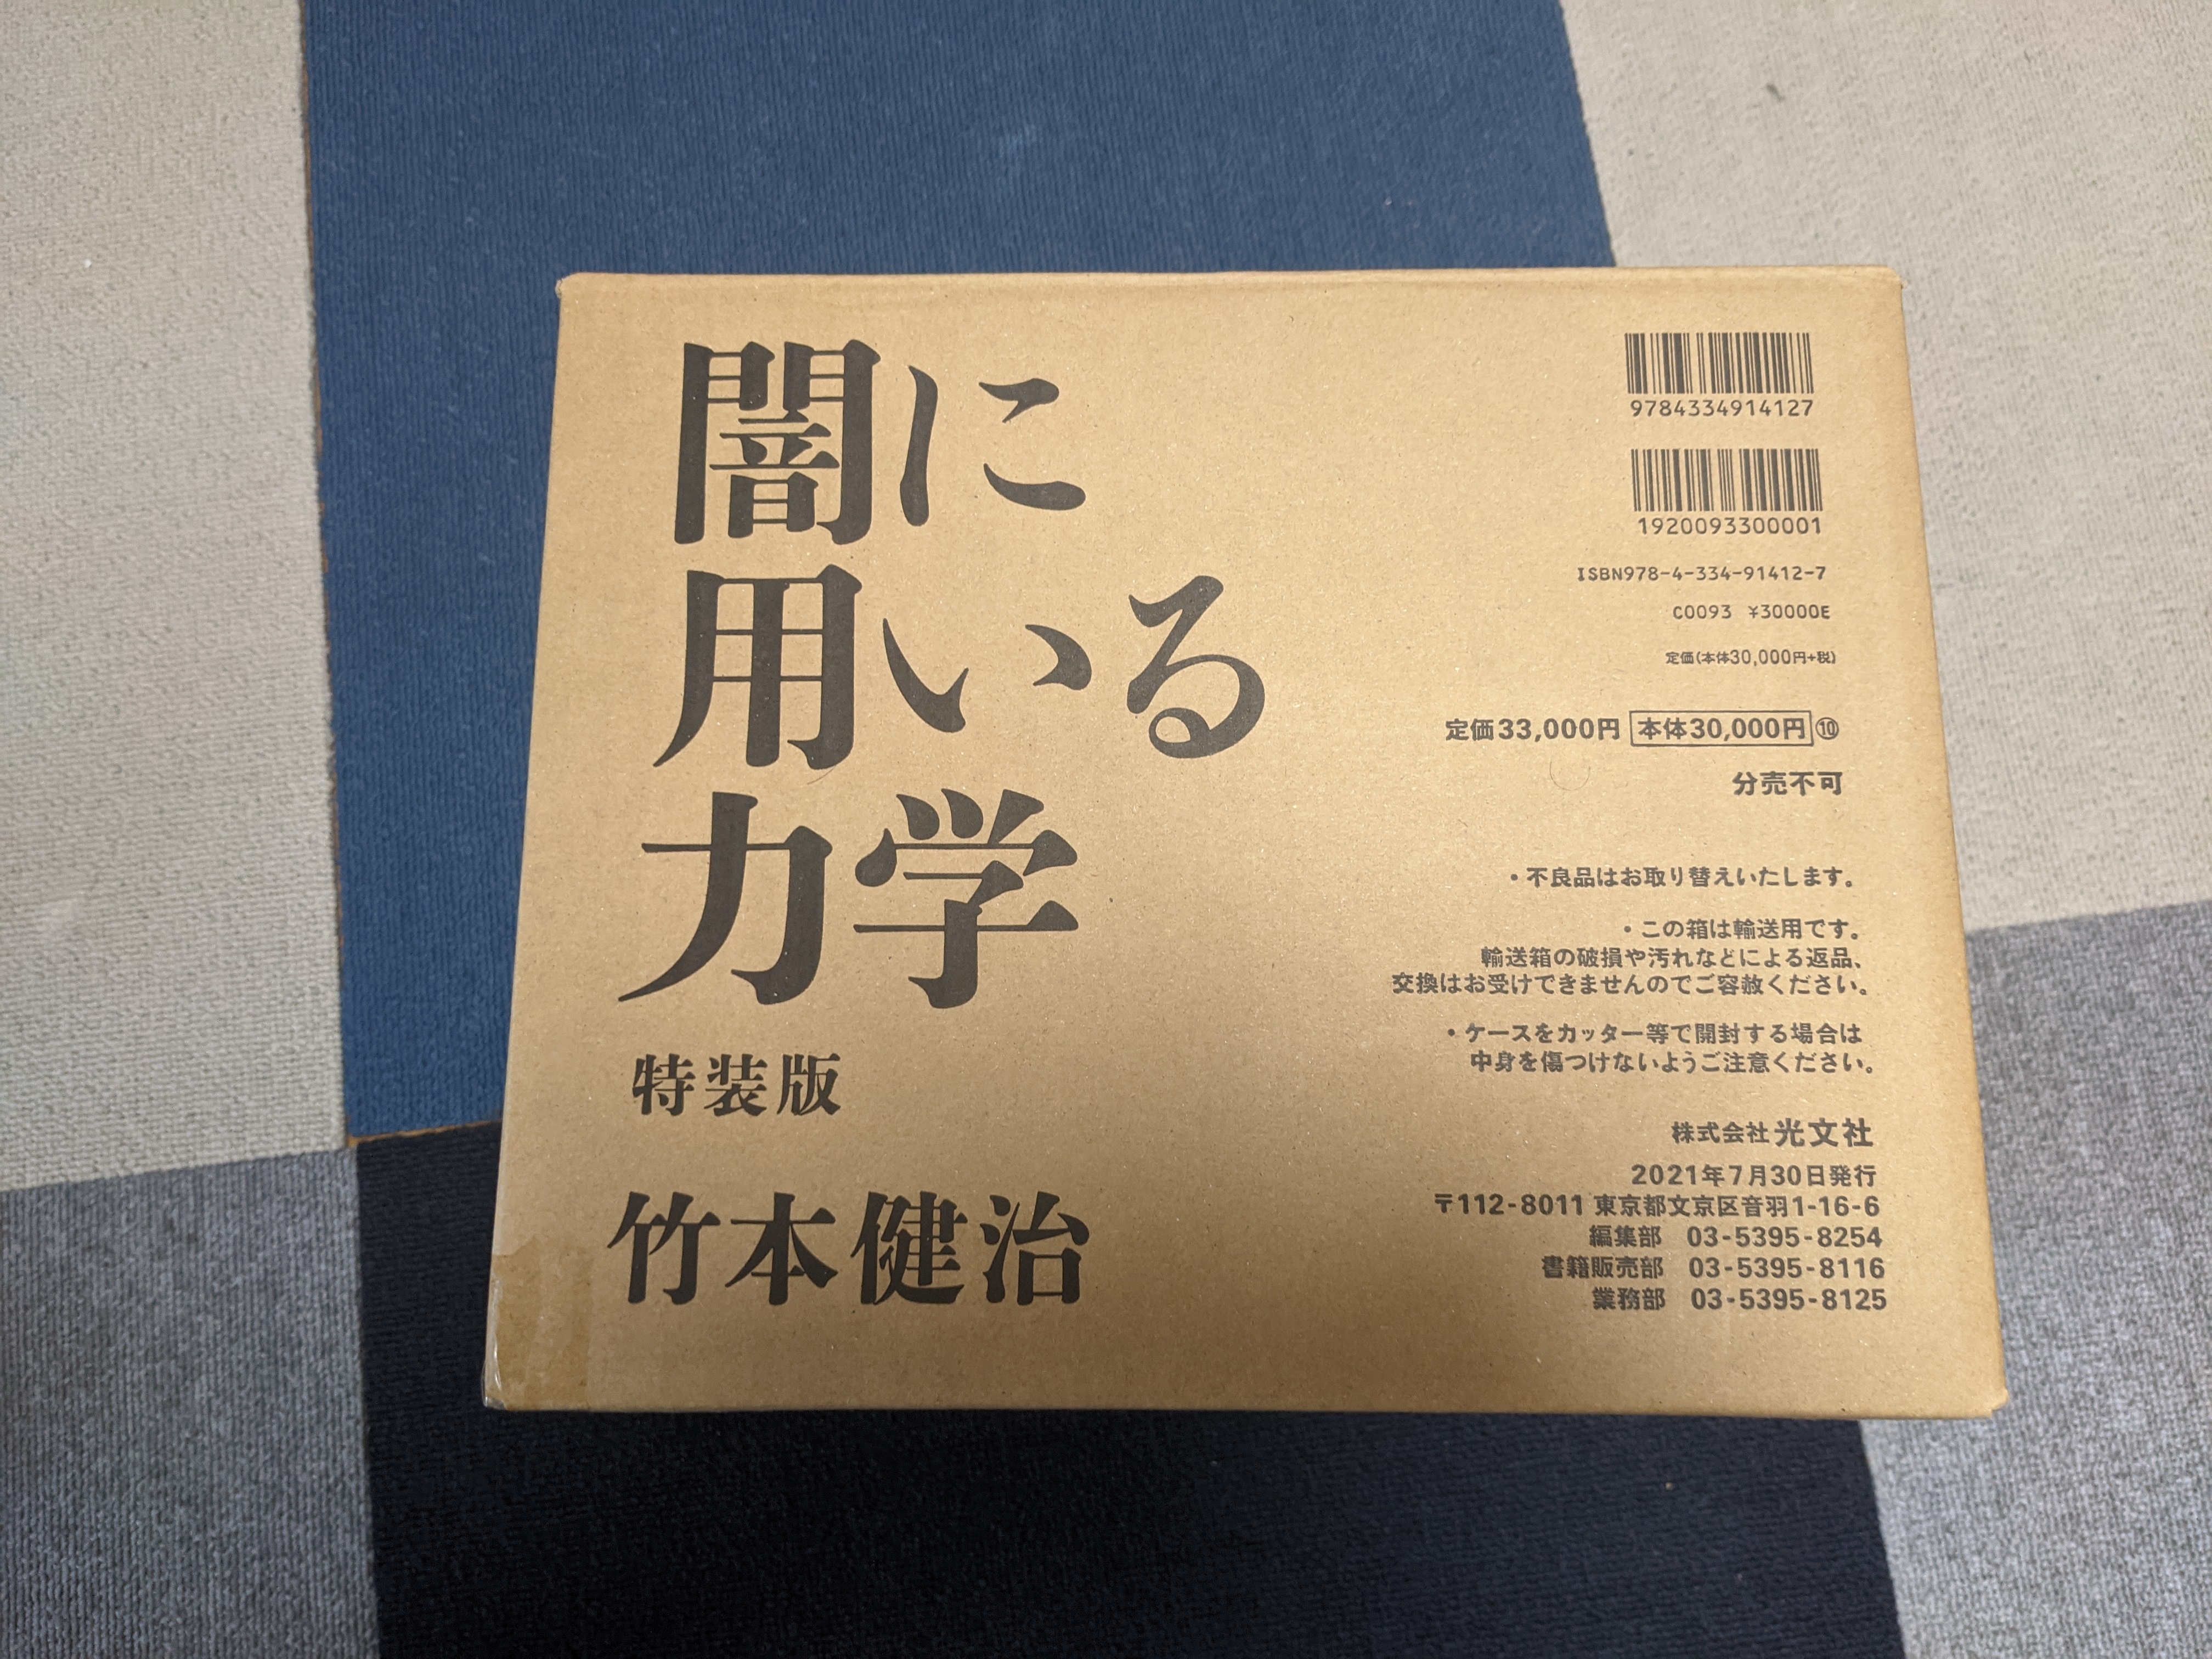 闇に
用いる
力学
特装版
竹本健治
9784334914127
1920093300001
ISBN978-4-334-91412-7
C0093 ¥30000E
定価(本体30,000円+税)
定価33,000円 本体30,000円 ⑩
分売不可
・不良品はお取り替えいたします。
・この箱は輸送用です。
輸送箱の破損や汚れなどによる返品、
交換はお受けできませんのでご容赦ください。
・ケースをカッター等で開封する場合は
中身を傷つけないようご注意ください。
株式会社 光文社
2021年7月30日発行
〒112-8011 東京都文京区音羽1-16-6
編集部 03-5395-8254
書籍販売部 03-5395-8116
業務部 03-5395-8125